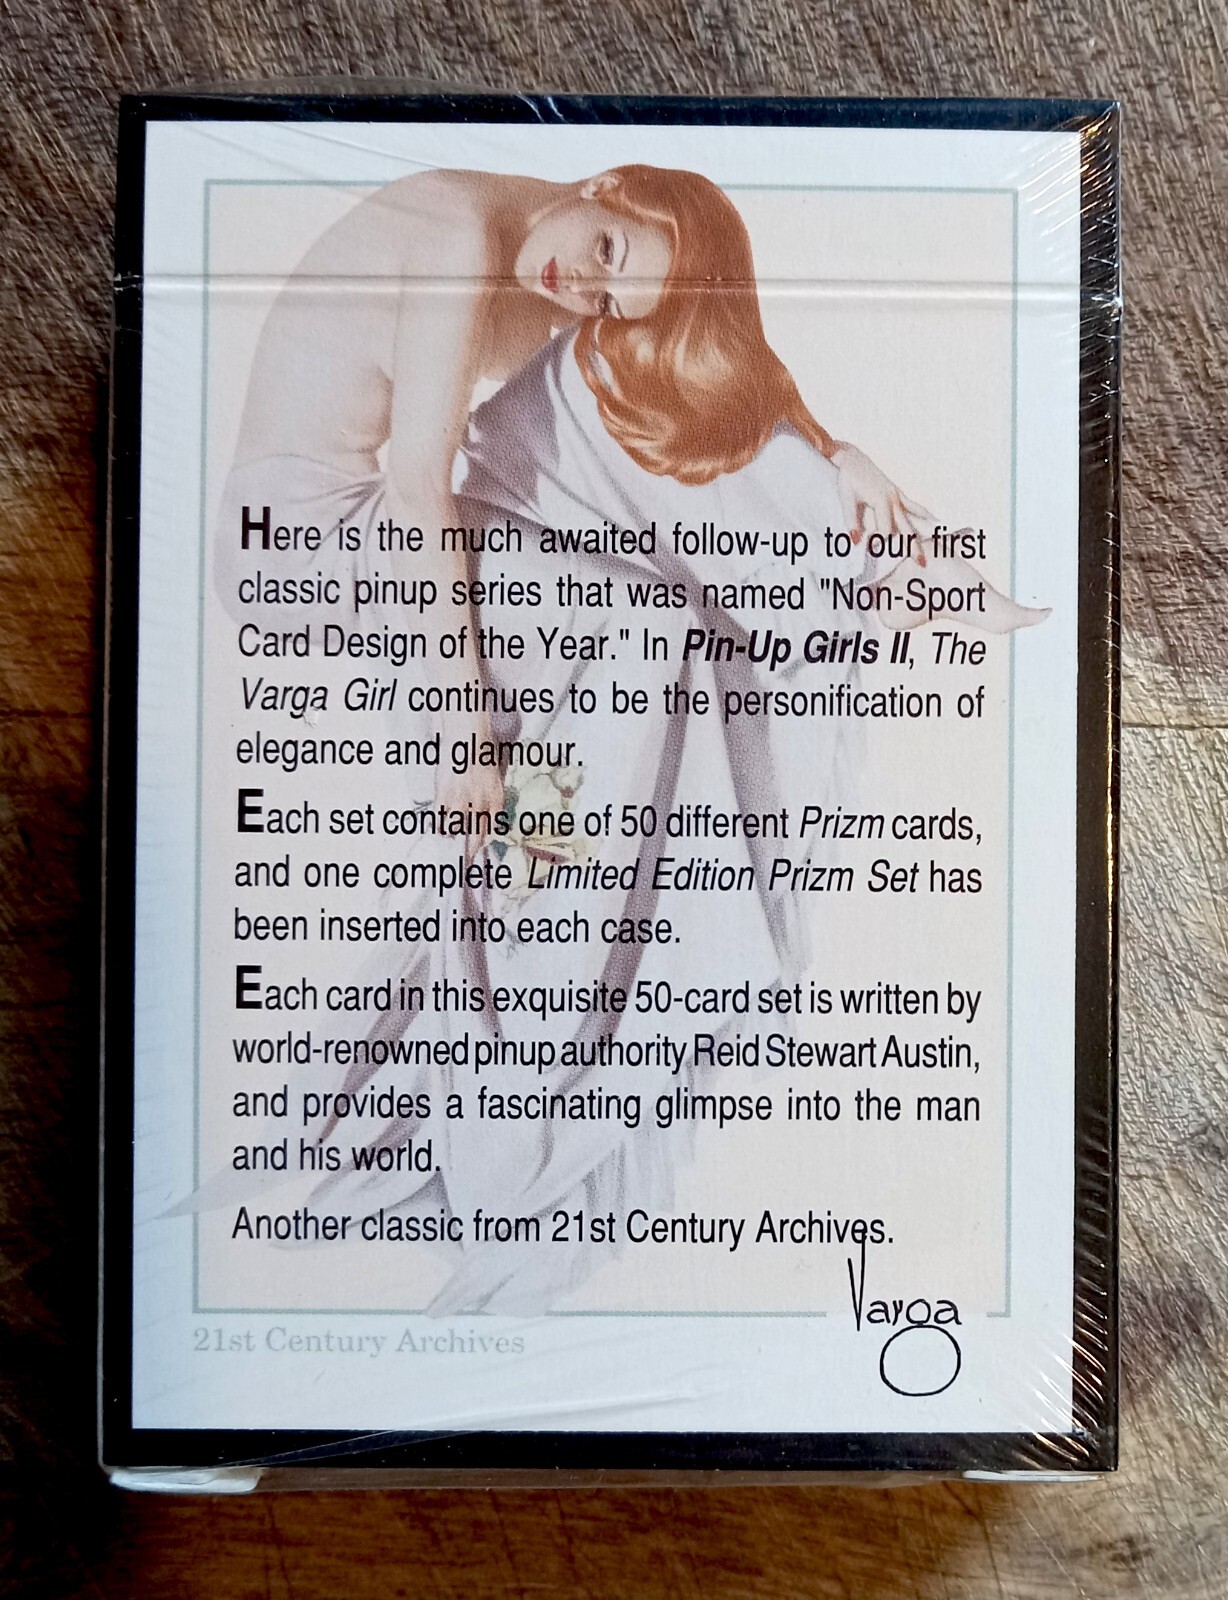 Here is the much awaited follow-up to our first
classic pinup series that was named "Non-Sport
Card Design of the Year." In Pin-Up Girls II, The
Varga Girl continues to be the personification of
elegance and glamour.
Each set contains one of 50 different Prizm cards,
and one complete Limited Edition Prizm Set has
been inserted into each case.
Each card in this exquisite 50-card set is written by
world-renowned pinup authority Reid Stewart Austin,
and provides a fascinating glimpse into the man
and his world.
Another classic from 21st Century Archives.
Varga
21st Century Archives